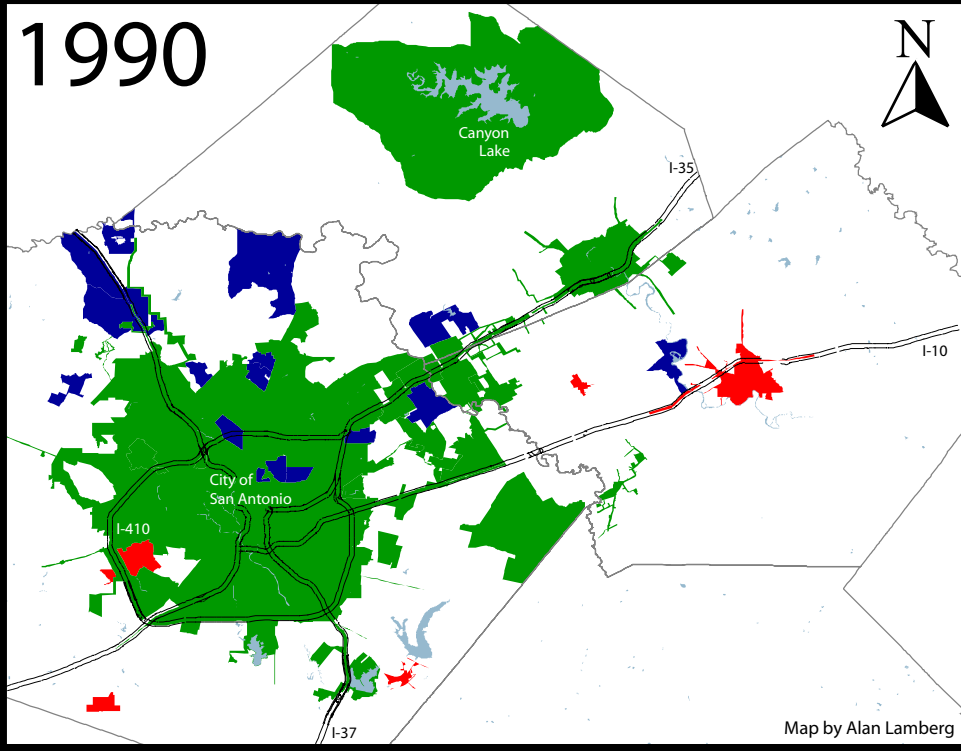 1990
N
Canyon
Lake
I-35
I-10
City of
San Antonio
I-410
I-37
Map by Alan Lamberg